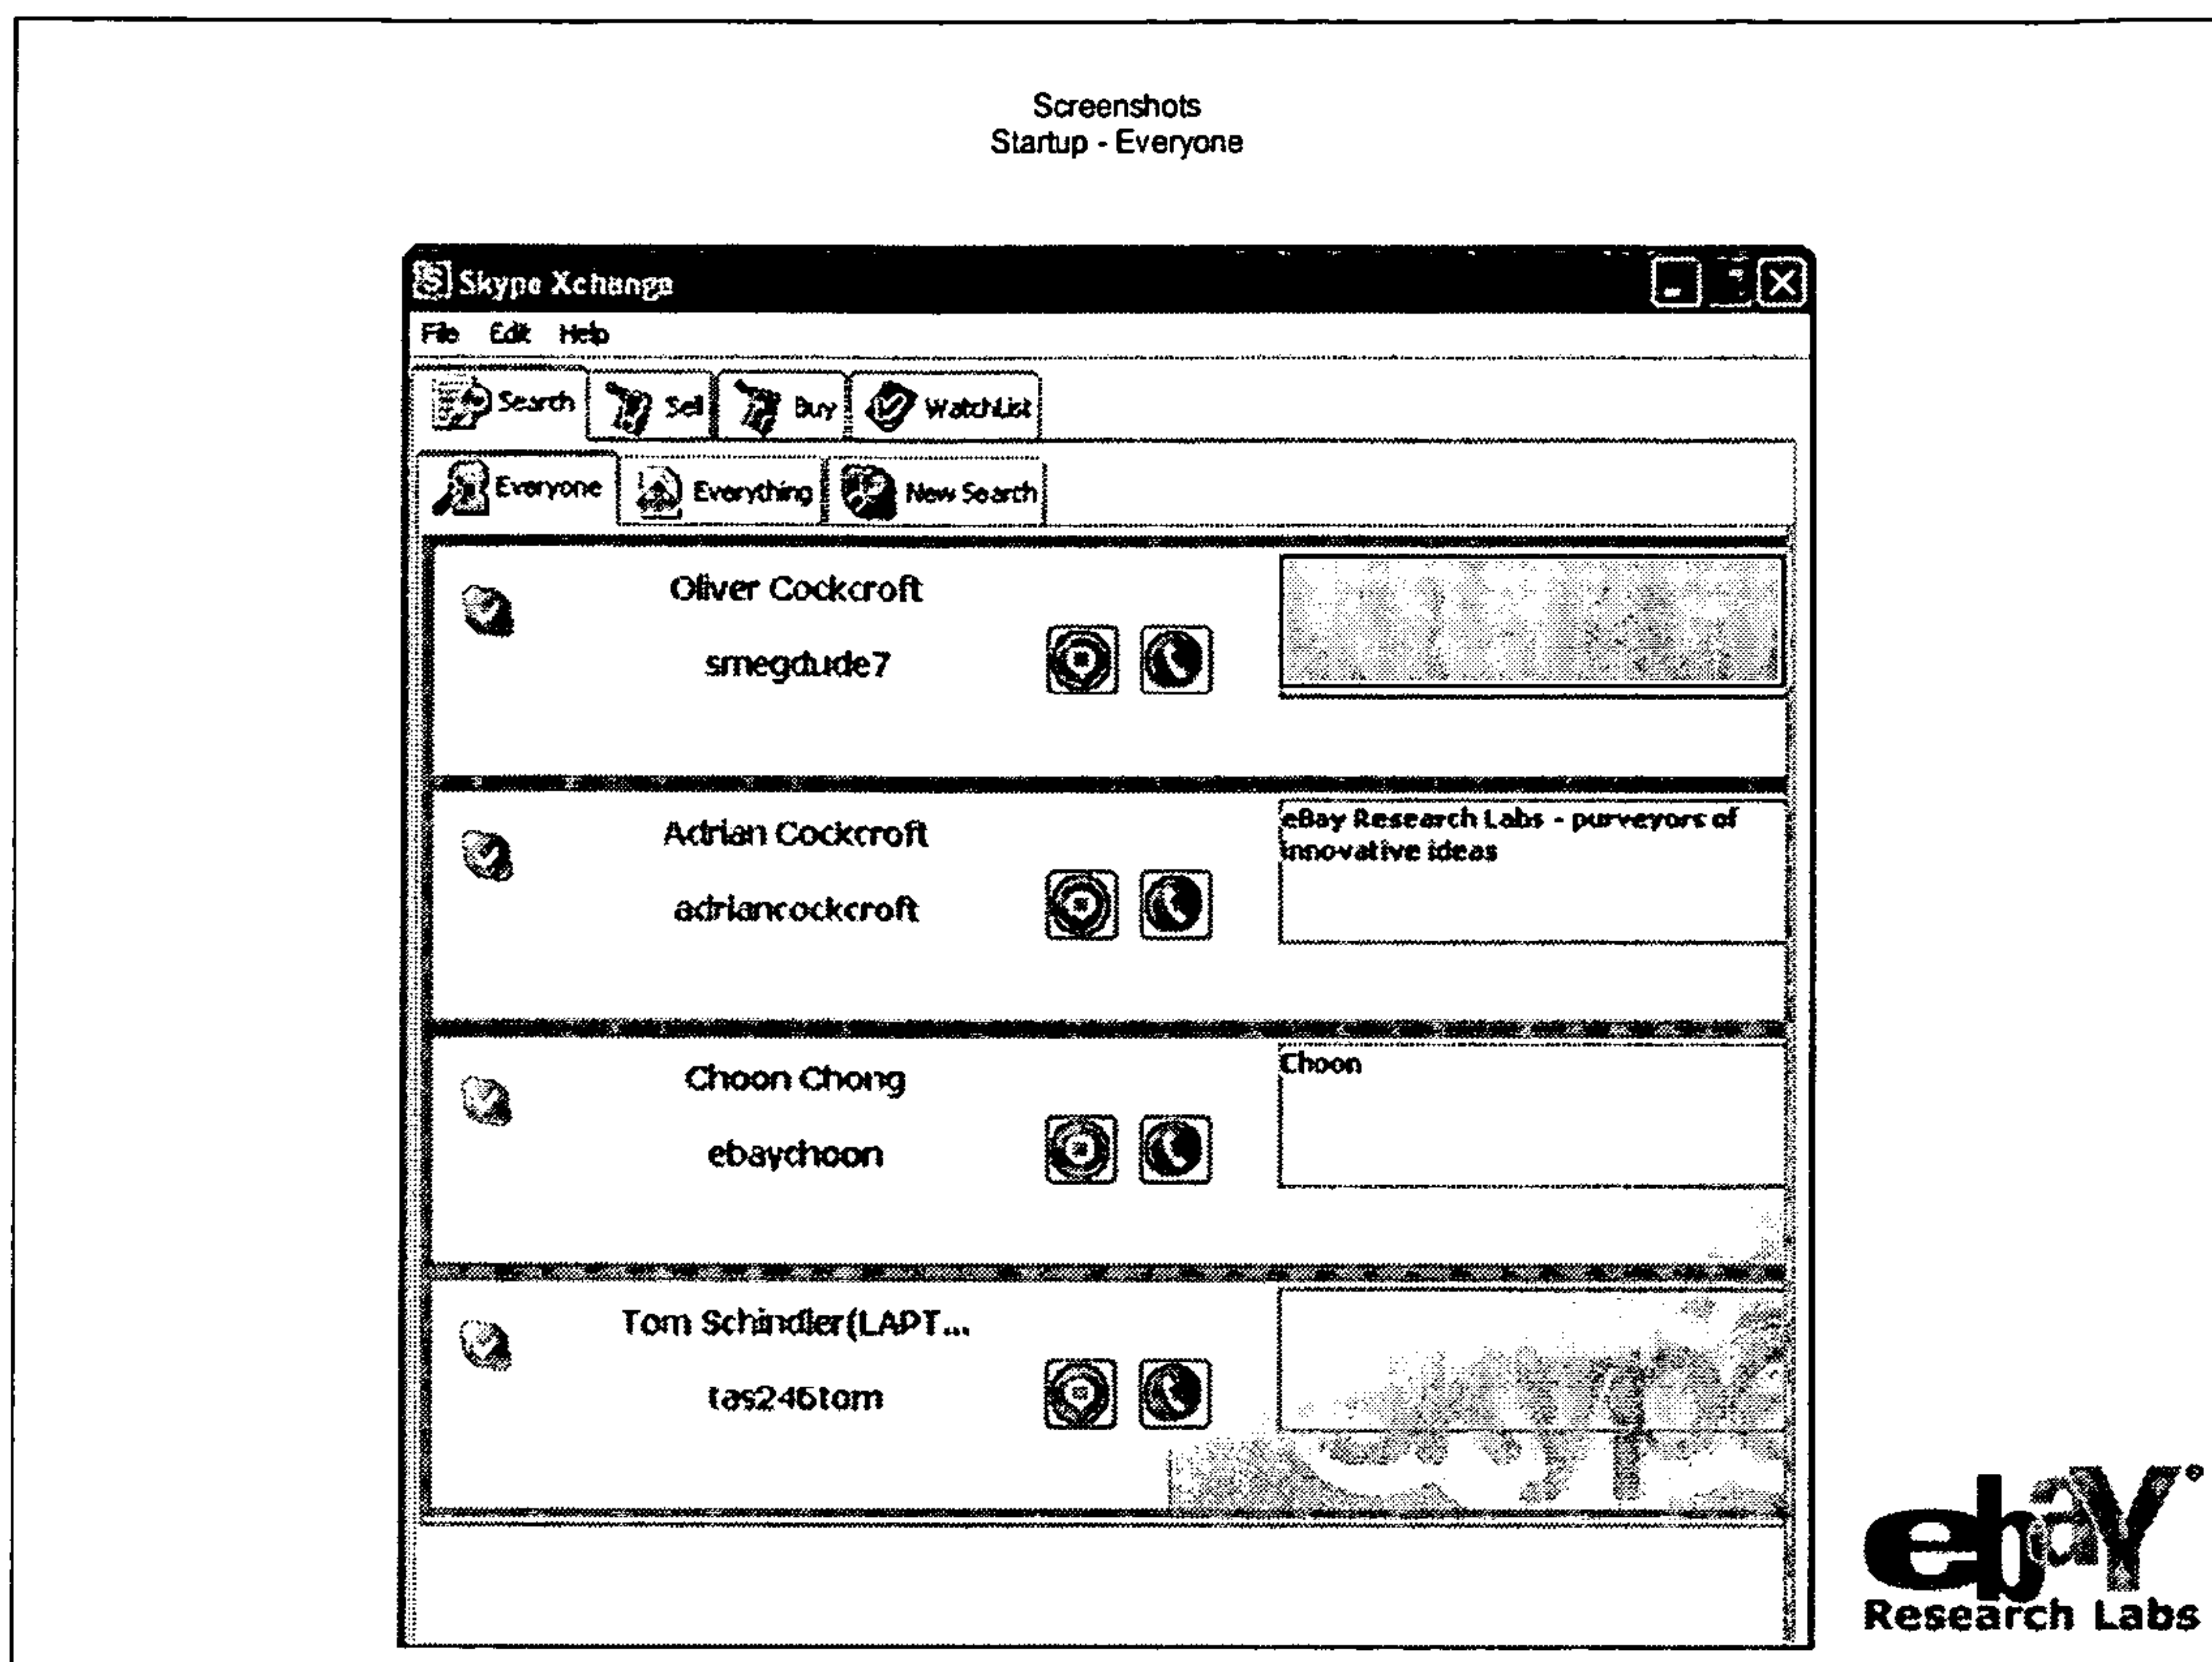 Screenshots
Startup - Everyone
Skype Xchange
File Edit Help
Search Sell Buy WatchList
Everyone Everything New Search
Oliver Cockcroft
smegdude7
Adrian Cockcroft
adriancockcroft
eBay Research Labs - purveyors of
innovative ideas
Choon Chong
ebaychoon
Choon
Tom Schindler(LAPT...
tas246tom
ebaY
Research Labs